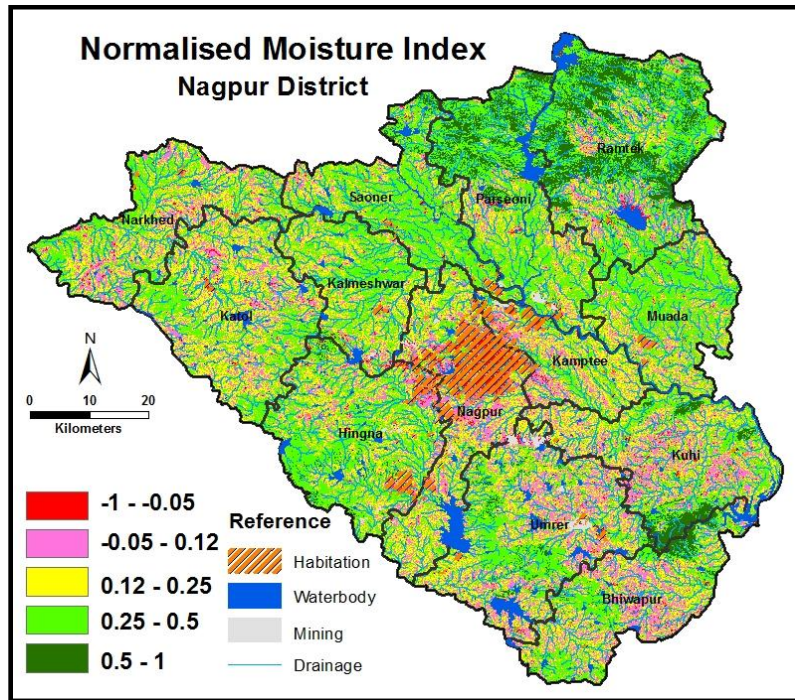 Normalised Moisture Index
Nagpur District
Ramtek
Parseoni
Saoner
Narkhed
Kalmeshwar
Katol
Muada
Kamptee
Nagpur
Hingna
Kuhi
Umrer
Bhiwapur
N
0 10 20
Kilometers
-1 - -0.05
-0.05 - 0.12
0.12 - 0.25
0.25 - 0.5
0.5 - 1
Reference
Habitation
Waterbody
Mining
Drainage